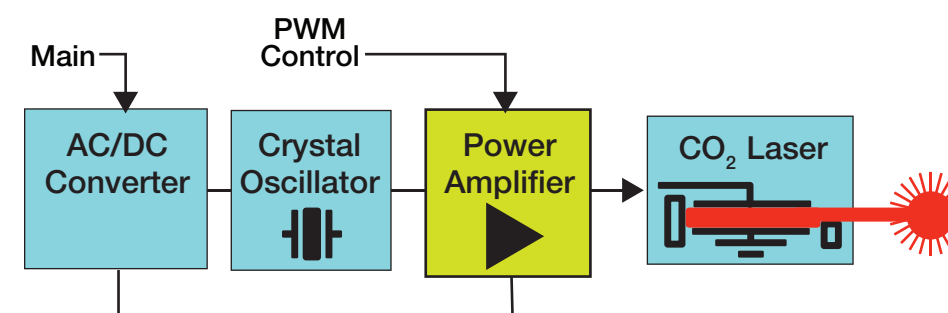 Main
PWM
Control
AC/DC
Converter
Crystal
Oscillator
Power
Amplifier
CO₂ Laser